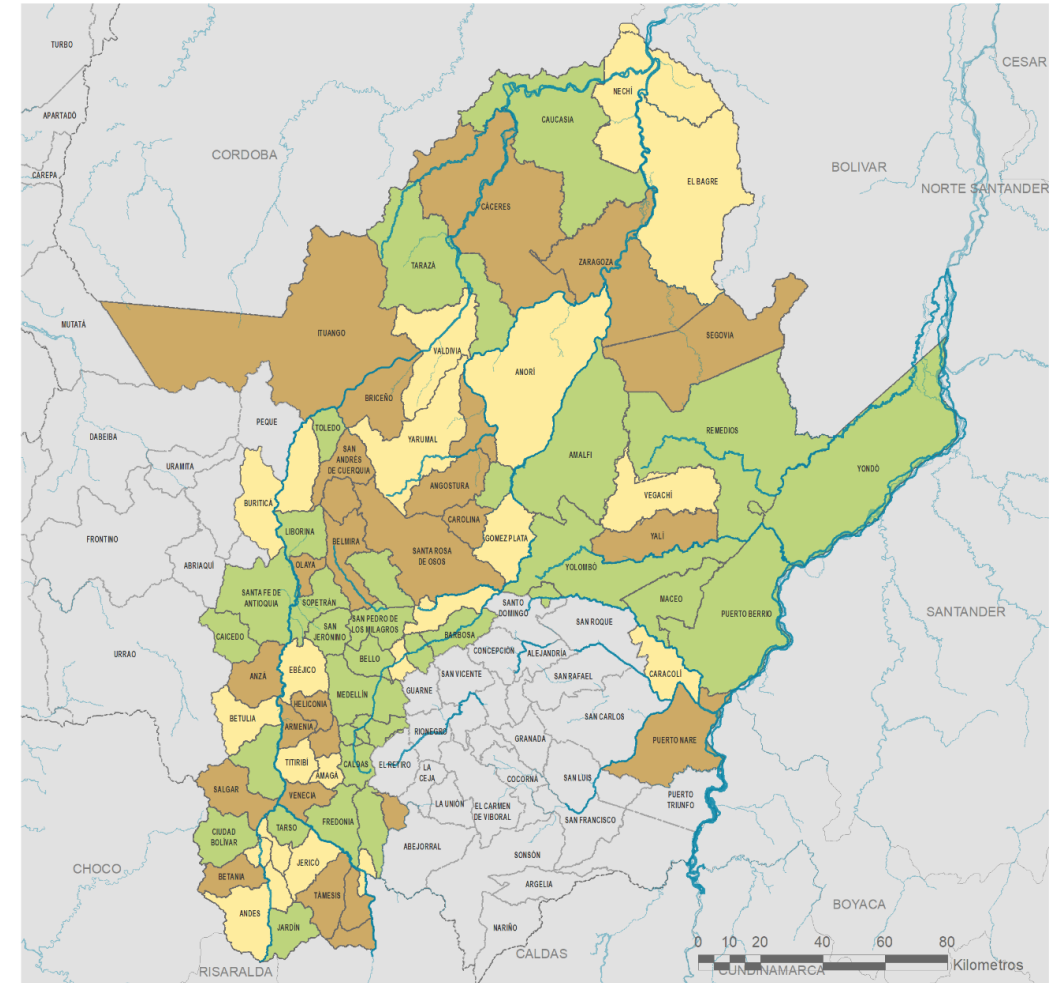 TURBO
CESAR
NECHÍ
APARTADÓ
CAUCASIA
CORDOBA
BOLIVAR
CAREPA
EL BAGRE
NORTE SANTANDER
CÁCERES
TARAZÁ
ZARAGOZA
MUTATÁ
ITUANGO
SEGOVIA
VALDIVIA
ANORÍ
BRICEÑO
PEQUE
TOLEDO
REMEDIOS
DABEIBA
YARUMAL
SAN
ANDRÉS
DE CUERQUIA
AMALFI
URAMITA
YONDÓ
ANGOSTURA
VEGACHÍ
BURITICÁ
CAROLINA
LIBORINA
FRONTINO
BELMIRA
GOMEZ PLATA
YALÍ
SANTA ROSA
DE OSOS
ABRIAQUÍ
OLAYA
YOLOMBÓ
SANTA FE DE
ANTIOQUIA
SOPETRÁN
MACEO
SANTO
DOMINGO
PUERTO BERRIO
SANTANDER
SAN PEDRO DE
LOS MILAGROS
SAN
JERÓNIMO
SAN ROQUE
CAICEDO
BARBOSA
CONCEPCIÓN
ALEJANDRÍA
URRAO
BELLO
EBÉJICO
ANZÁ
SAN VICENTE
SAN RAFAEL
CARACOLÍ
GUARNE
MEDELLÍN
HELICONIA
BETULIA
SAN CARLOS
ARMENIA
RIONEGRO
GRANADA
PUERTO NARE
TITIRIBÍ
AMAGÁ
CALDAS
EL RETIRO
LA
CEJA
COCORNÁ
SAN LUIS
SALGAR
VENECIA
PUERTO
TRIUNFO
LA UNIÓN
EL CARMEN
DE VIBORAL
SAN FRANCISCO
FREDONIA
TARSO
CIUDAD
BOLÍVAR
ABEJORRAL
SONSÓN
JERICÓ
CHOCO
BETANIA
ARGELIA
TÁMESIS
ANDES
BOYACA
JARDÍN
NARIÑO
CALDAS
0 10 20 40 60 80
Kilometros
RISARALDA
CUNDINAMARCA